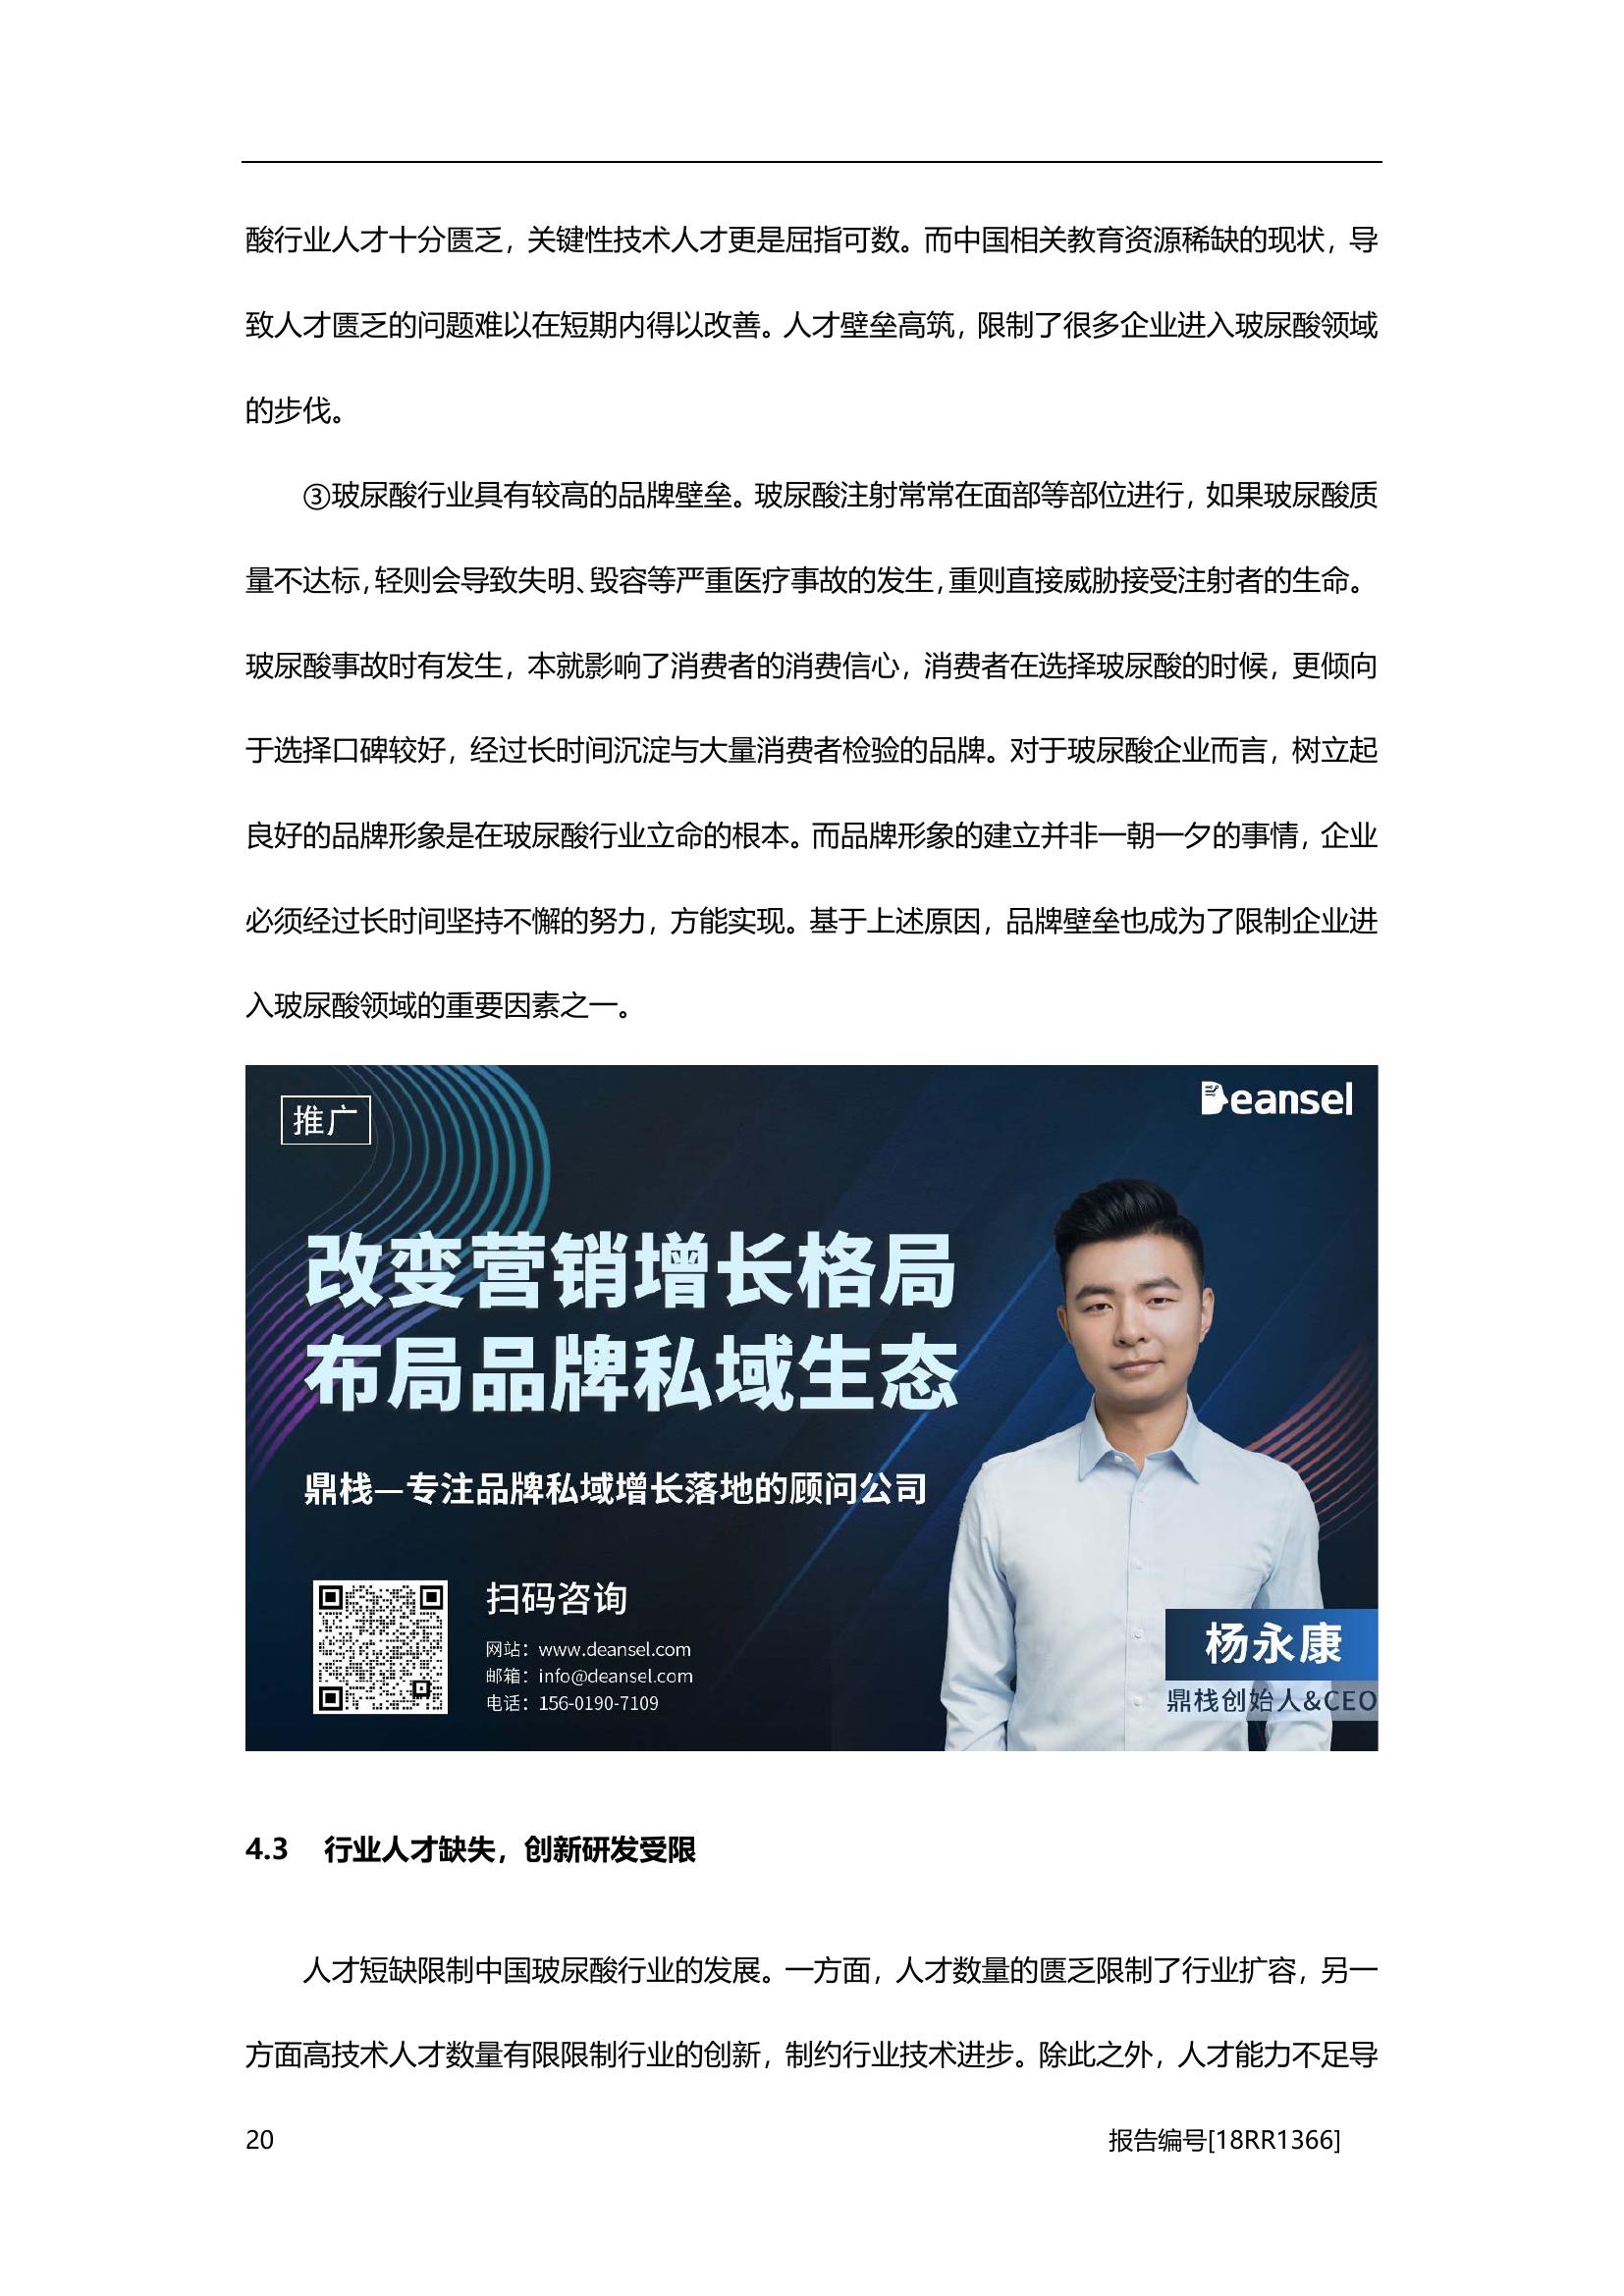 酸行业人才十分匮乏，关键性技术人才更是屈指可数。而中国相关教育资源稀缺的现状，导
致人才匮乏的问题难以在短期内得以改善。人才壁垒高筑，限制了很多企业进入玻尿酸领域
的步伐。
③玻尿酸行业具有较高的品牌壁垒。玻尿酸注射常常在面部等部位进行，如果玻尿酸质
量不达标，轻则会导致失明、毁容等严重医疗事故的发生，重则直接威胁接受注射者的生命。
玻尿酸事故时有发生，本就影响了消费者的消费信心，消费者在选择玻尿酸的时候，更倾向
于选择口碑较好，经过长时间沉淀与大量消费者检验的品牌。对于玻尿酸企业而言，树立起
良好的品牌形象是在玻尿酸行业立命的根本。而品牌形象的建立并非一朝一夕的事情，企业
必须经过长时间坚持不懈的努力，方能实现。基于上述原因，品牌壁垒也成为了限制企业进
入玻尿酸领域的重要因素之一。
推广
Deansel
改变营销增长格局
布局品牌私域生态
鼎栈—专注品牌私域增长落地的顾问公司
扫码咨询
网站：www.deansel.com
邮箱：info@deansel.com
电话：156-0190-7109
杨永康
鼎栈创始人&CEO
4.3 行业人才缺失，创新研发受限
人才短缺限制中国玻尿酸行业的发展。一方面，人才数量的匮乏限制了行业扩容，另一
方面高技术人才数量有限限制行业的创新，制约行业技术进步。除此之外，人才能力不足导
20 报告编号[18RR1366]